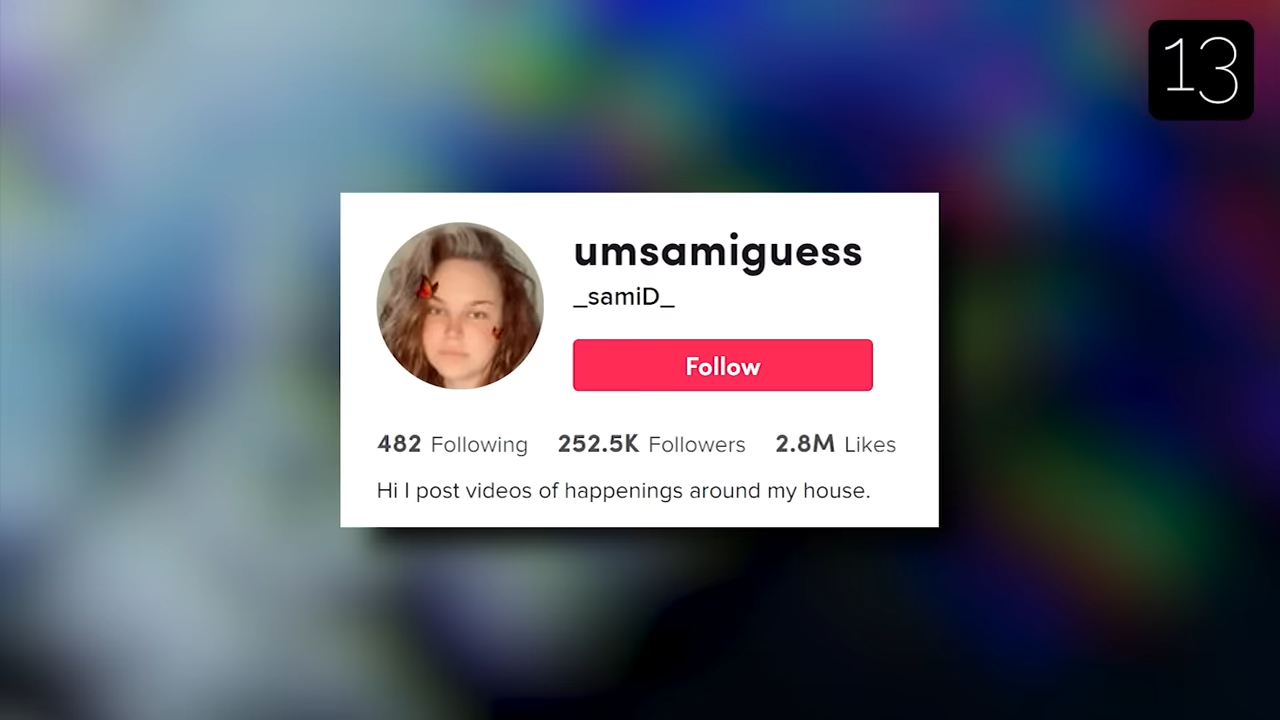 13
umsamiguess
_samiD_
Follow
482 Following 252.5K Followers 2.8M Likes
Hi I post videos of happenings around my house.